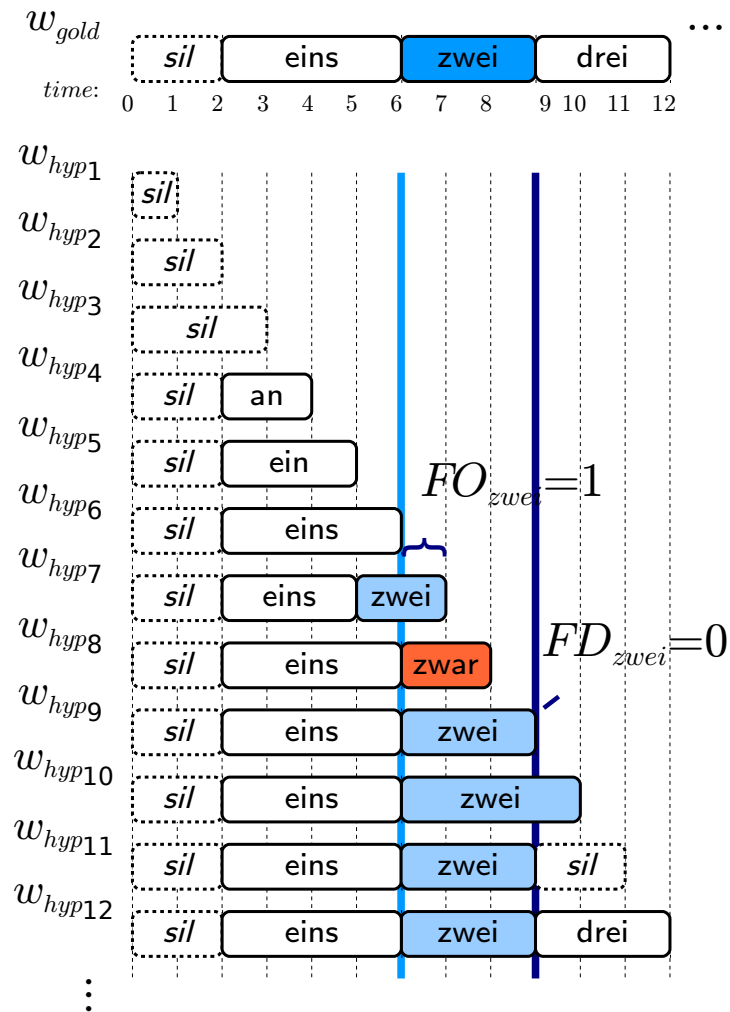 w_gold ...
sil eins zwei drei
time: 0 1 2 3 4 5 6 7 8 9 10 11 12
w_hyp1
sil
w_hyp2
sil
w_hyp3
sil
w_hyp4
sil an
w_hyp5
sil ein
FO_zwei=1
w_hyp6
sil eins
w_hyp7
sil eins zwei
w_hyp8
sil eins zwar
FD_zwei=0
w_hyp9
sil eins zwei
w_hyp10
sil eins zwei
w_hyp11
sil eins zwei sil
w_hyp12
sil eins zwei drei
⋮